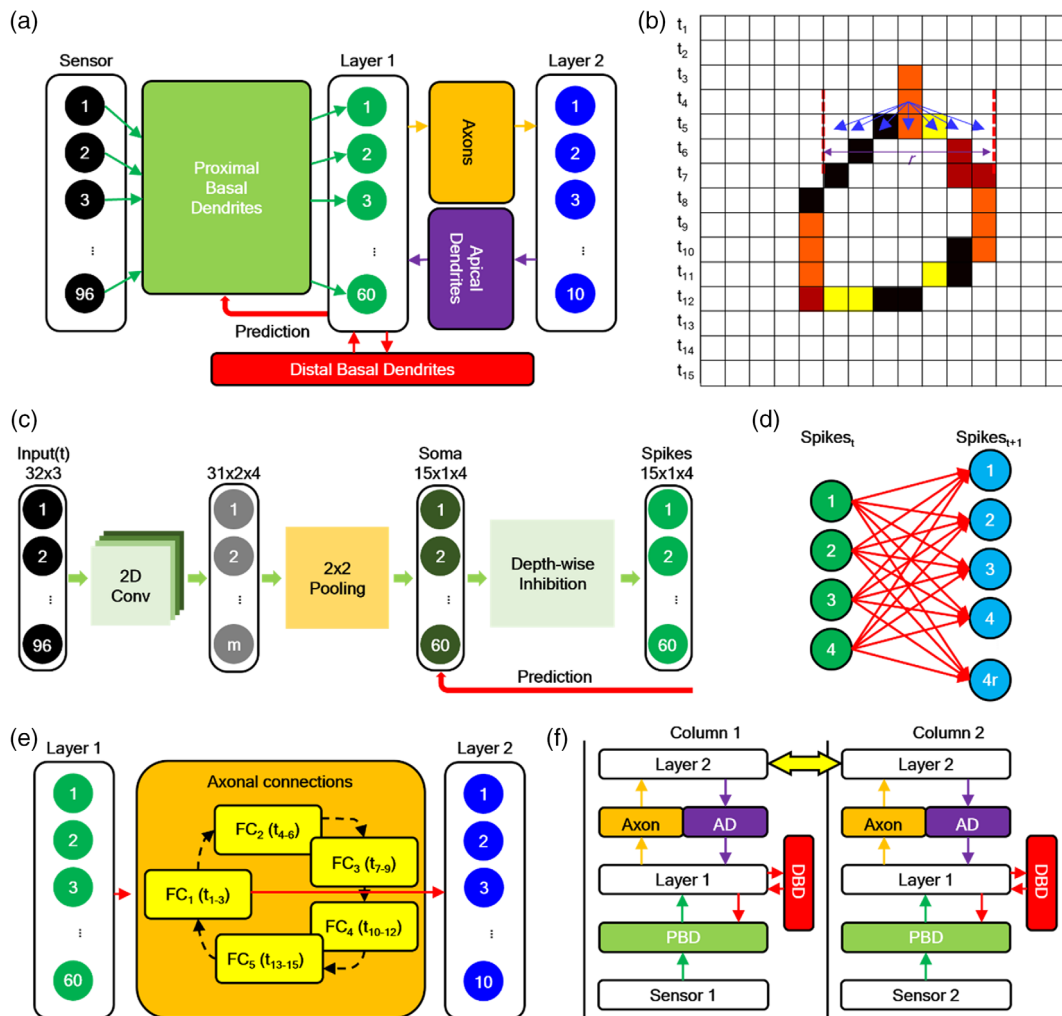 (a)
Sensor
Layer 1
Layer 2
1
2
3
...
96
Proximal
Basal
Dendrites
1
2
3
...
60
Axons
Apical
Dendrites
1
2
3
...
10
Prediction
Distal Basal Dendrites
(b)
t1
t2
t3
t4
t5
t6
t7
t8
t9
t10
t11
t12
t13
t14
t15
r
(c)
Input(t)
32x3
31x2x4
Soma
15x1x4
Spikes
15x1x4
1
2
...
96
2D
Conv
1
2
...
m
2x2
Pooling
1
2
...
60
Depth-wise
Inhibition
1
2
...
60
Prediction
(d)
Spikest
Spikest+1
1
2
3
4
1
2
3
4
4r
(e)
Layer 1
Layer 2
1
2
3
...
60
Axonal connections
FC2 (t4-6)
FC3 (t7-9)
FC1 (t1-3)
FC4 (t10-12)
FC5 (t13-15)
1
2
3
...
10
(f)
Column 1
Column 2
Layer 2
Layer 2
Axon
AD
Axon
AD
DBD
DBD
Layer 1
Layer 1
PBD
PBD
Sensor 1
Sensor 2